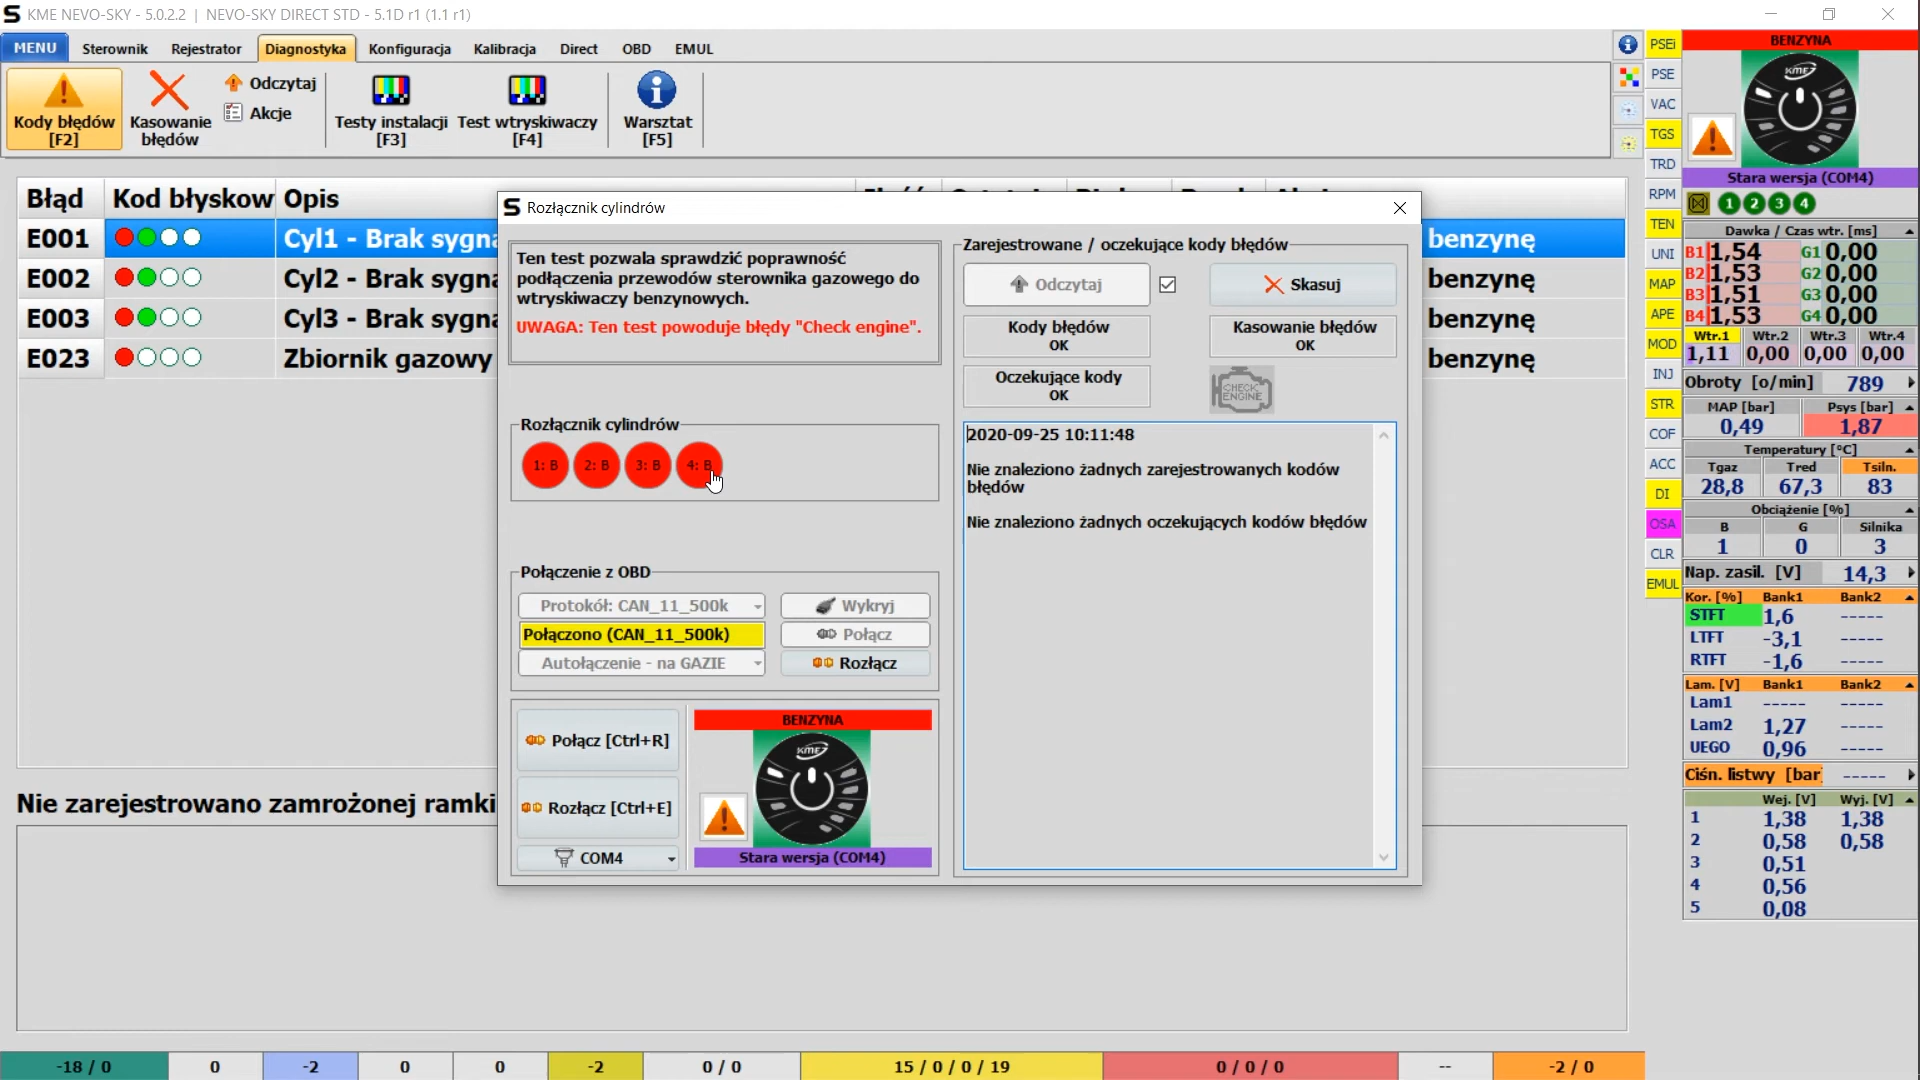 KME NEVO-SKY - 5.0.2.2 | NEVO-SKY DIRECT STD - 5.1D r1 (1.1 r1)
MENU Sterownik Rejestrator Diagnostyka Konfiguracja Kalibracja Direct OBD EMUL
Kody błędów [F2]
Kasowanie błędów
Odczytaj
Akcje
Testy instalacji [F3]
Test wtryskiwaczy [F4]
Warsztat [F5]
Błąd Kod błyskow Opis
E001 Cyl1 - Brak sygna benzynę
E002 Cyl2 - Brak sygna benzynę
E003 Cyl3 - Brak sygna benzynę
E023 Zbiornik gazowy benzynę
Nie zarejestrowano zamrożonej ramki
Rozłącznik cylindrów
Ten test pozwala sprawdzić poprawność
podłączenia przewodów sterownika gazowego do
wtryskiwaczy benzynowych.
UWAGA: Ten test powoduje błędy "Check engine".
Rozłącznik cylindrów
1: B 2: B 3: B 4: B
Połączenie z OBD
Protokół: CAN_11_500k Wykryj
Połączono (CAN_11_500k) Połącz
Autołączenie - na GAZIE Rozłącz
Połącz [Ctrl+R]
Rozłącz [Ctrl+E]
COM4
BENZYNA
KME
Stara wersja (COM4)
Zarejestrowane / oczekujące kody błędów
Odczytaj Skasuj
Kody błędów OK
Kasowanie błędów OK
Oczekujące kody OK
CHECK ENGINE
2020-09-25 10:11:48
Nie znaleziono żadnych zarejestrowanych kodów
błędów
Nie znaleziono żadnych oczekujących kodów błędów
PSEi
PSE
VAC
TGS
TRD
RPM
TEN
UNI
MAP
APE
MOD
INJ
STR
COF
ACC
DI
OSA
CLR
EMUL
BENZYNA
KME
Stara wersja (COM4)
1 2 3 4
Dawka / Czas wtr. [ms]
B1 1,54 G1 0,00
B2 1,53 G2 0,00
B3 1,51 G3 0,00
B4 1,53 G4 0,00
Wtr.1 Wtr.2 Wtr.3 Wtr.4
1,11 0,00 0,00 0,00
Obroty [o/min] 789
MAP [bar] Psys [bar]
0,49 1,87
Temperatury [°C]
Tgaz Tred Tsiln.
28,8 67,3 83
Obciążenie [%]
B G Silnika
1 0 3
Nap. zasil. [V] 14,3
Kor. [%] Bank1 Bank2
STFT 1,6 -----
LTFT -3,1 -----
RTFT -1,6 -----
Lam. [V] Bank1 Bank2
Lam1 ----- -----
Lam2 1,27 -----
UEGO 0,96 -----
Ciśn. listwy [bar] -----
Wej. [V] Wyj. [V]
1 1,38 1,38
2 0,58 0,58
3 0,51
4 0,56
5 0,08
-18 / 0 0 -2 0 0 -2 0 / 0 15 / 0 / 0 / 19 0 / 0 / 0 -- -2 / 0